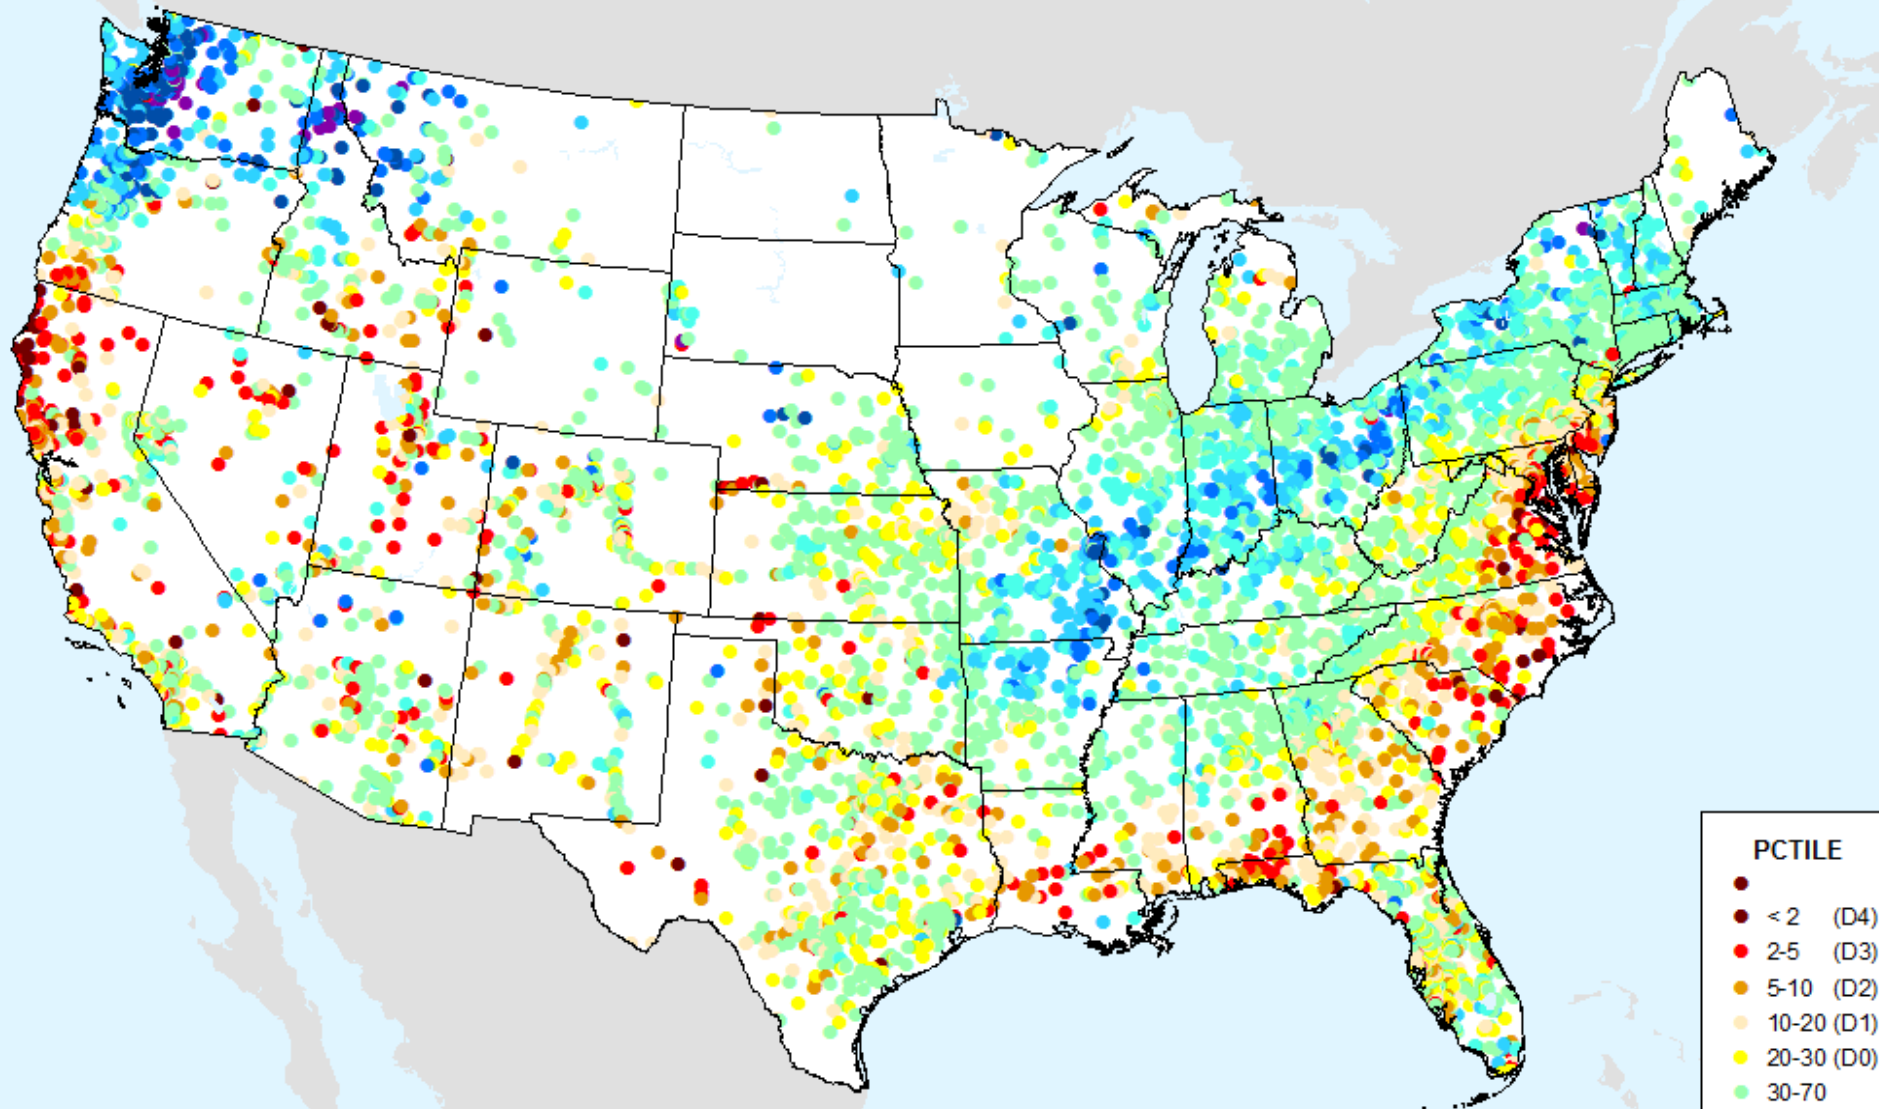 PCTILE
< 2 (D4)
2-5 (D3)
5-10 (D2)
10-20 (D1)
20-30 (D0)
30-70